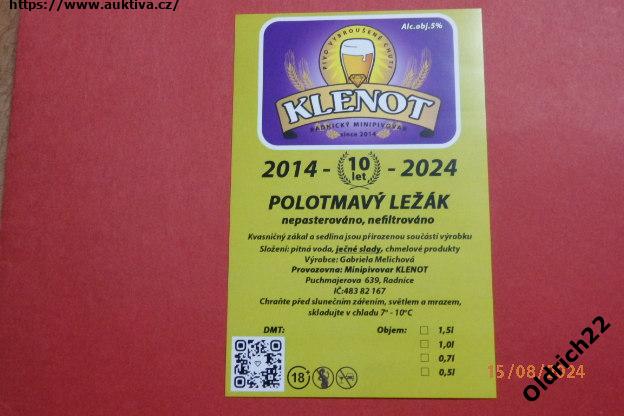 https://www.auktiva.cz/
Alc.obj.5%
PIVO VYBROUŠENÉ CHUTI
KLENOT
RADNICKÝ MINIPIVOVAR
since 2014
2014 - 10 let - 2024
POLOTMAVÝ LEŽÁK
nepasterováno, nefiltrováno
Kvasničný zákal a sedlina jsou přirozenou součástí výrobku
Složení: pitná voda, ječné slady, chmelové produkty
Výrobce: Gabriela Melichová
Provozovna: Minipivovar KLENOT
Puchmajerova 639, Radnice
IČ:483 82 167
Chraňte před slunečním zářením, světlem a mrazem,
skladujte v chladu 7° - 10°C
DMT: Objem: 1,5l
1,0l
0,7l
0,5l
18+
15/08/2024
Oldrich22